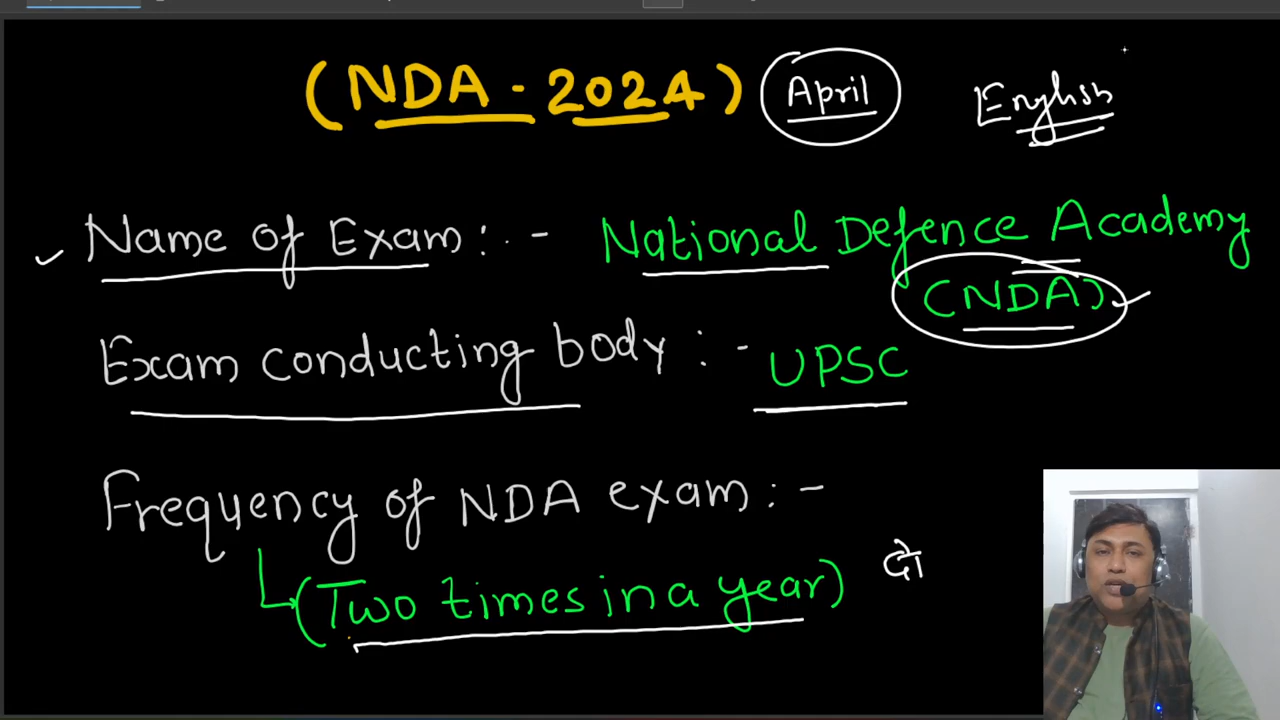 (NDA - 2024) April English
Name of Exam : - National Defence Academy
(NDA)
Exam conducting body : - UPSC
Frequency of NDA exam : -
(Two times in a year) दो